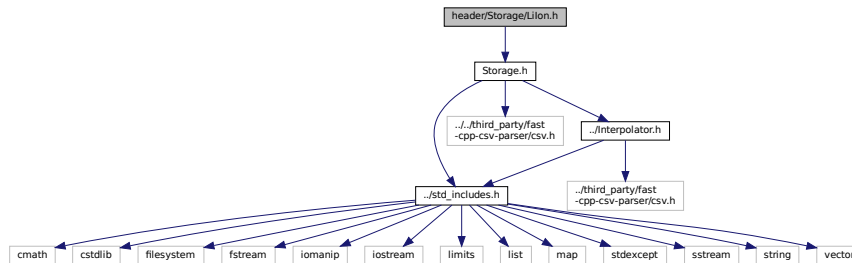 header/Storage/LiIon.h
Storage.h
../../third_party/fast
-cpp-csv-parser/csv.h
../Interpolator.h
../third_party/fast
-cpp-csv-parser/csv.h
../std_includes.h
cmath
cstdlib
filesystem
fstream
iomanip
iostream
limits
list
map
stdexcept
sstream
string
vector